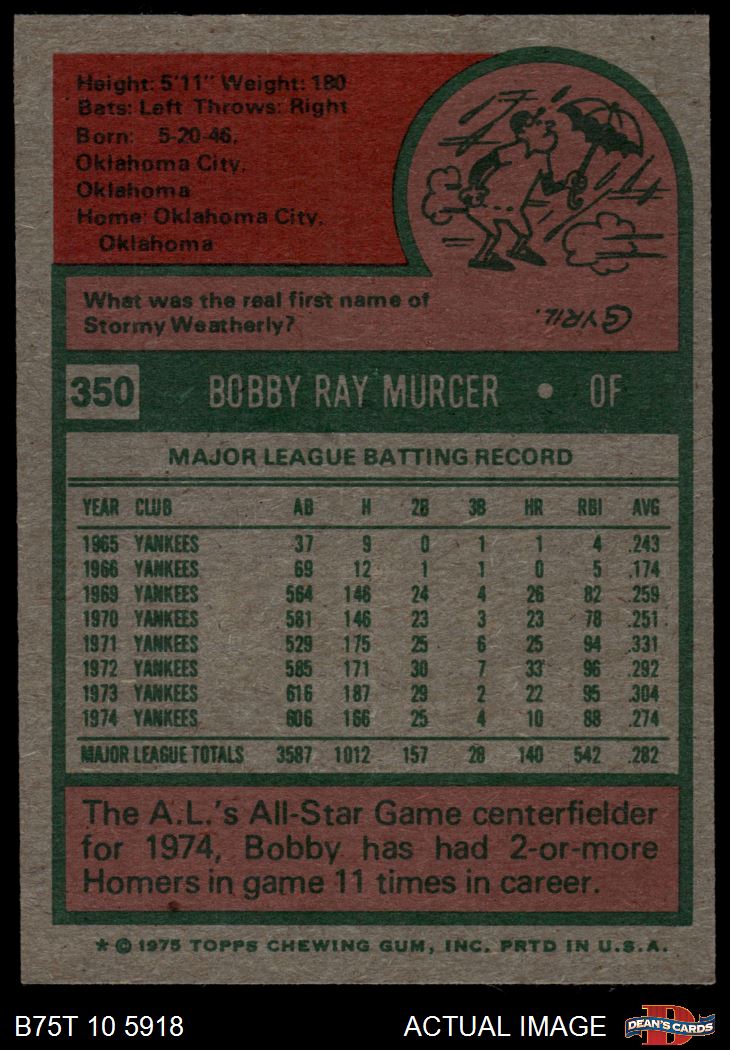 Height: 5'11" Weight: 180
Bats: Left Throws: Right
Born: 5-20-46,
Oklahoma City,
Oklahoma
Home: Oklahoma City,
Oklahoma
What was the real first name of
Stormy Weatherly?
CYRIL.
350 BOBBY RAY MURCER • OF
MAJOR LEAGUE BATTING RECORD
YEAR CLUB AB H 2B 3B HR RBI AVG
1965 YANKEES 37 9 0 1 1 4 .243
1966 YANKEES 69 12 1 1 0 5 .174
1969 YANKEES 564 146 24 4 26 82 .259
1970 YANKEES 581 146 23 3 23 78 .251
1971 YANKEES 529 175 25 6 25 94 .331
1972 YANKEES 585 171 30 7 33 96 .292
1973 YANKEES 616 187 29 2 22 95 .304
1974 YANKEES 606 166 25 4 10 88 .274
MAJOR LEAGUE TOTALS 3587 1012 157 28 140 542 .282
The A.L.'s All-Star Game centerfielder
for 1974, Bobby has had 2-or-more
Homers in game 11 times in career.
* © 1975 TOPPS CHEWING GUM, INC. PRTD IN U.S.A.
B75T 10 5918 ACTUAL IMAGE
D
DEAN'S CARDS